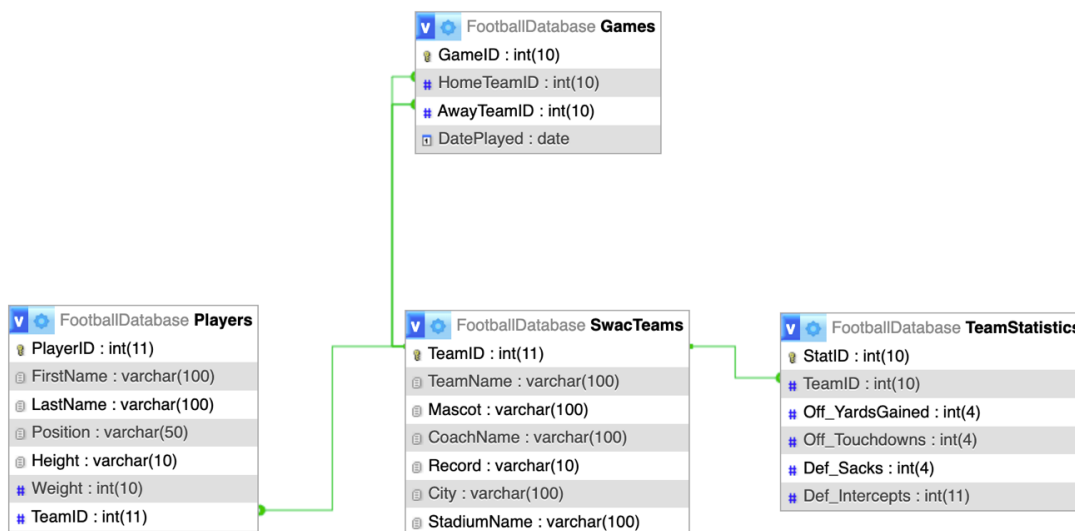 v FootballDatabase Games
GameID : int(10)
# HomeTeamID : int(10)
# AwayTeamID : int(10)
DatePlayed : date
v FootballDatabase Players
PlayerID : int(11)
FirstName : varchar(100)
LastName : varchar(100)
Position : varchar(50)
Height : varchar(10)
# Weight : int(10)
# TeamID : int(11)
v FootballDatabase SwacTeams
TeamID : int(11)
TeamName : varchar(100)
Mascot : varchar(100)
CoachName : varchar(100)
Record : varchar(10)
City : varchar(100)
StadiumName : varchar(100)
v FootballDatabase TeamStatistics
StatID : int(10)
# TeamID : int(10)
# Off_YardsGained : int(4)
# Off_Touchdowns : int(4)
# Def_Sacks : int(4)
# Def_Intercepts : int(11)